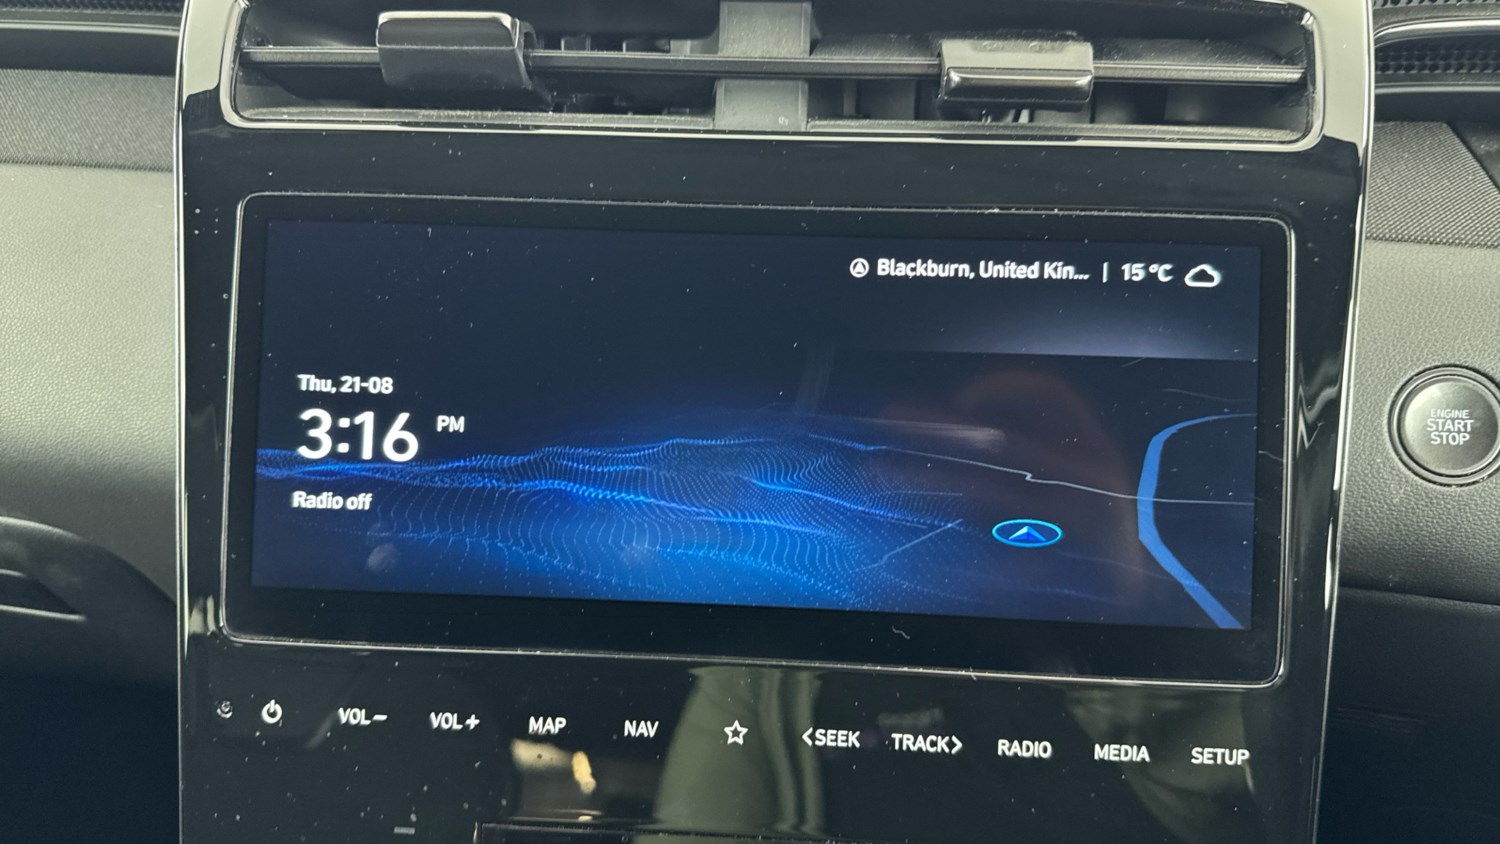 Blackburn, United Kin... | 15 °C
Thu, 21-08
3:16 PM
Radio off
ENGINE
START
STOP
VOL− VOL+ MAP NAV ☆ <SEEK TRACK> RADIO MEDIA SETUP